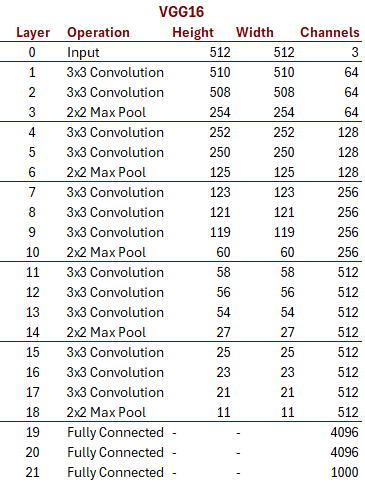 VGG16
Layer Operation Height Width Channels
0 Input 512 512 3
1 3x3 Convolution 510 510 64
2 3x3 Convolution 508 508 64
3 2x2 Max Pool 254 254 64
4 3x3 Convolution 252 252 128
5 3x3 Convolution 250 250 128
6 2x2 Max Pool 125 125 128
7 3x3 Convolution 123 123 256
8 3x3 Convolution 121 121 256
9 3x3 Convolution 119 119 256
10 2x2 Max Pool 60 60 256
11 3x3 Convolution 58 58 512
12 3x3 Convolution 56 56 512
13 3x3 Convolution 54 54 512
14 2x2 Max Pool 27 27 512
15 3x3 Convolution 25 25 512
16 3x3 Convolution 23 23 512
17 3x3 Convolution 21 21 512
18 2x2 Max Pool 11 11 512
19 Fully Connected - - 4096
20 Fully Connected - - 4096
21 Fully Connected - - 1000